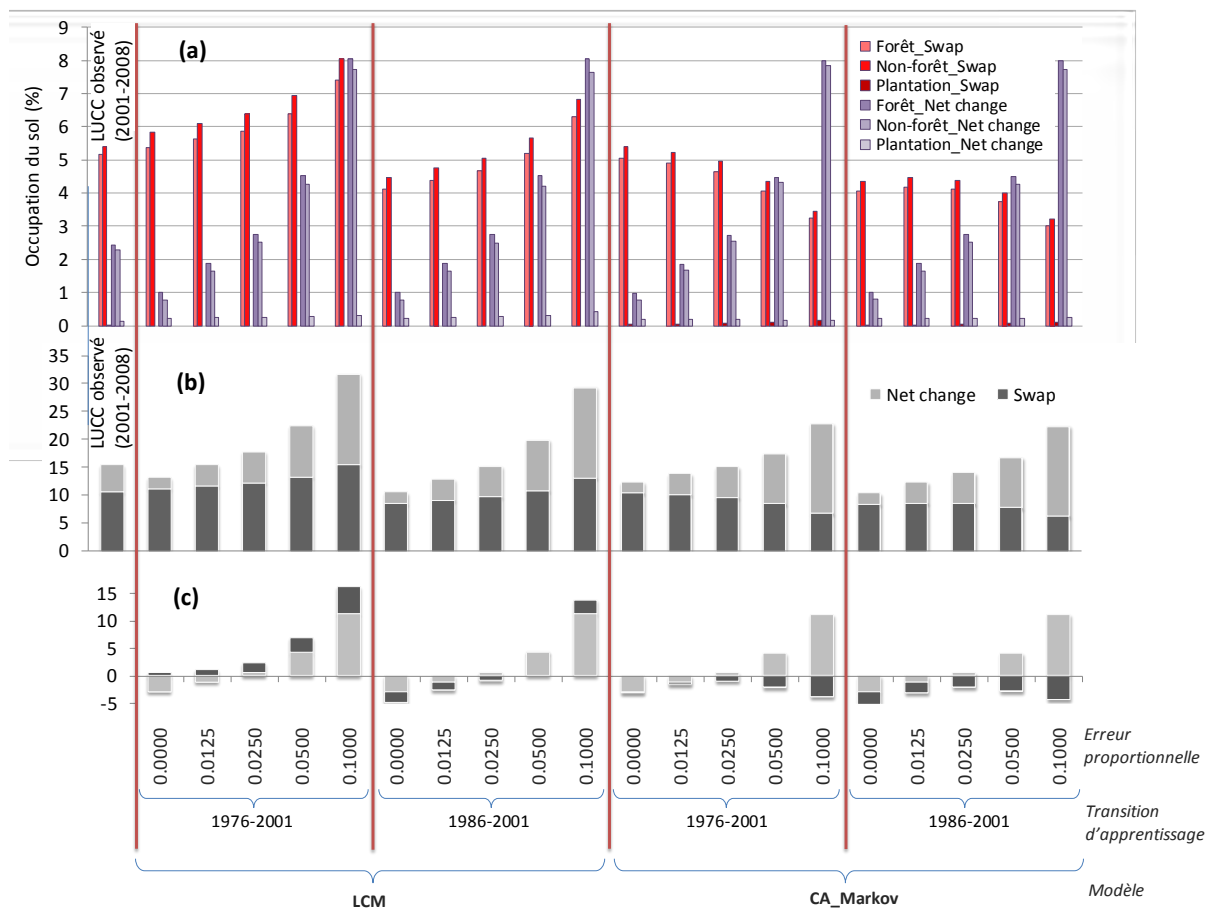 Occupation du sol (%)
9
8
7
6
5
4
3
2
1
0
LUCC observé
(2001-2008)
(a)
Forêt_Swap
Non-forêt_Swap
Plantation_Swap
Forêt_Net change
Non-forêt_Net change
Plantation_Net change
35
30
25
20
15
10
5
0
LUCC observé
(2001-2008)
(b)
Net change
Swap
15
10
5
0
-5
(c)
0.0000
0.0125
0.0250
0.0500
0.1000
0.0000
0.0125
0.0250
0.0500
0.1000
0.0000
0.0125
0.0250
0.0500
0.1000
0.0000
0.0125
0.0250
0.0500
0.1000
Erreur
proportionnelle
1976-2001
1986-2001
1976-2001
1986-2001
Transition
d’apprentissage
LCM
CA_Markov
Modèle